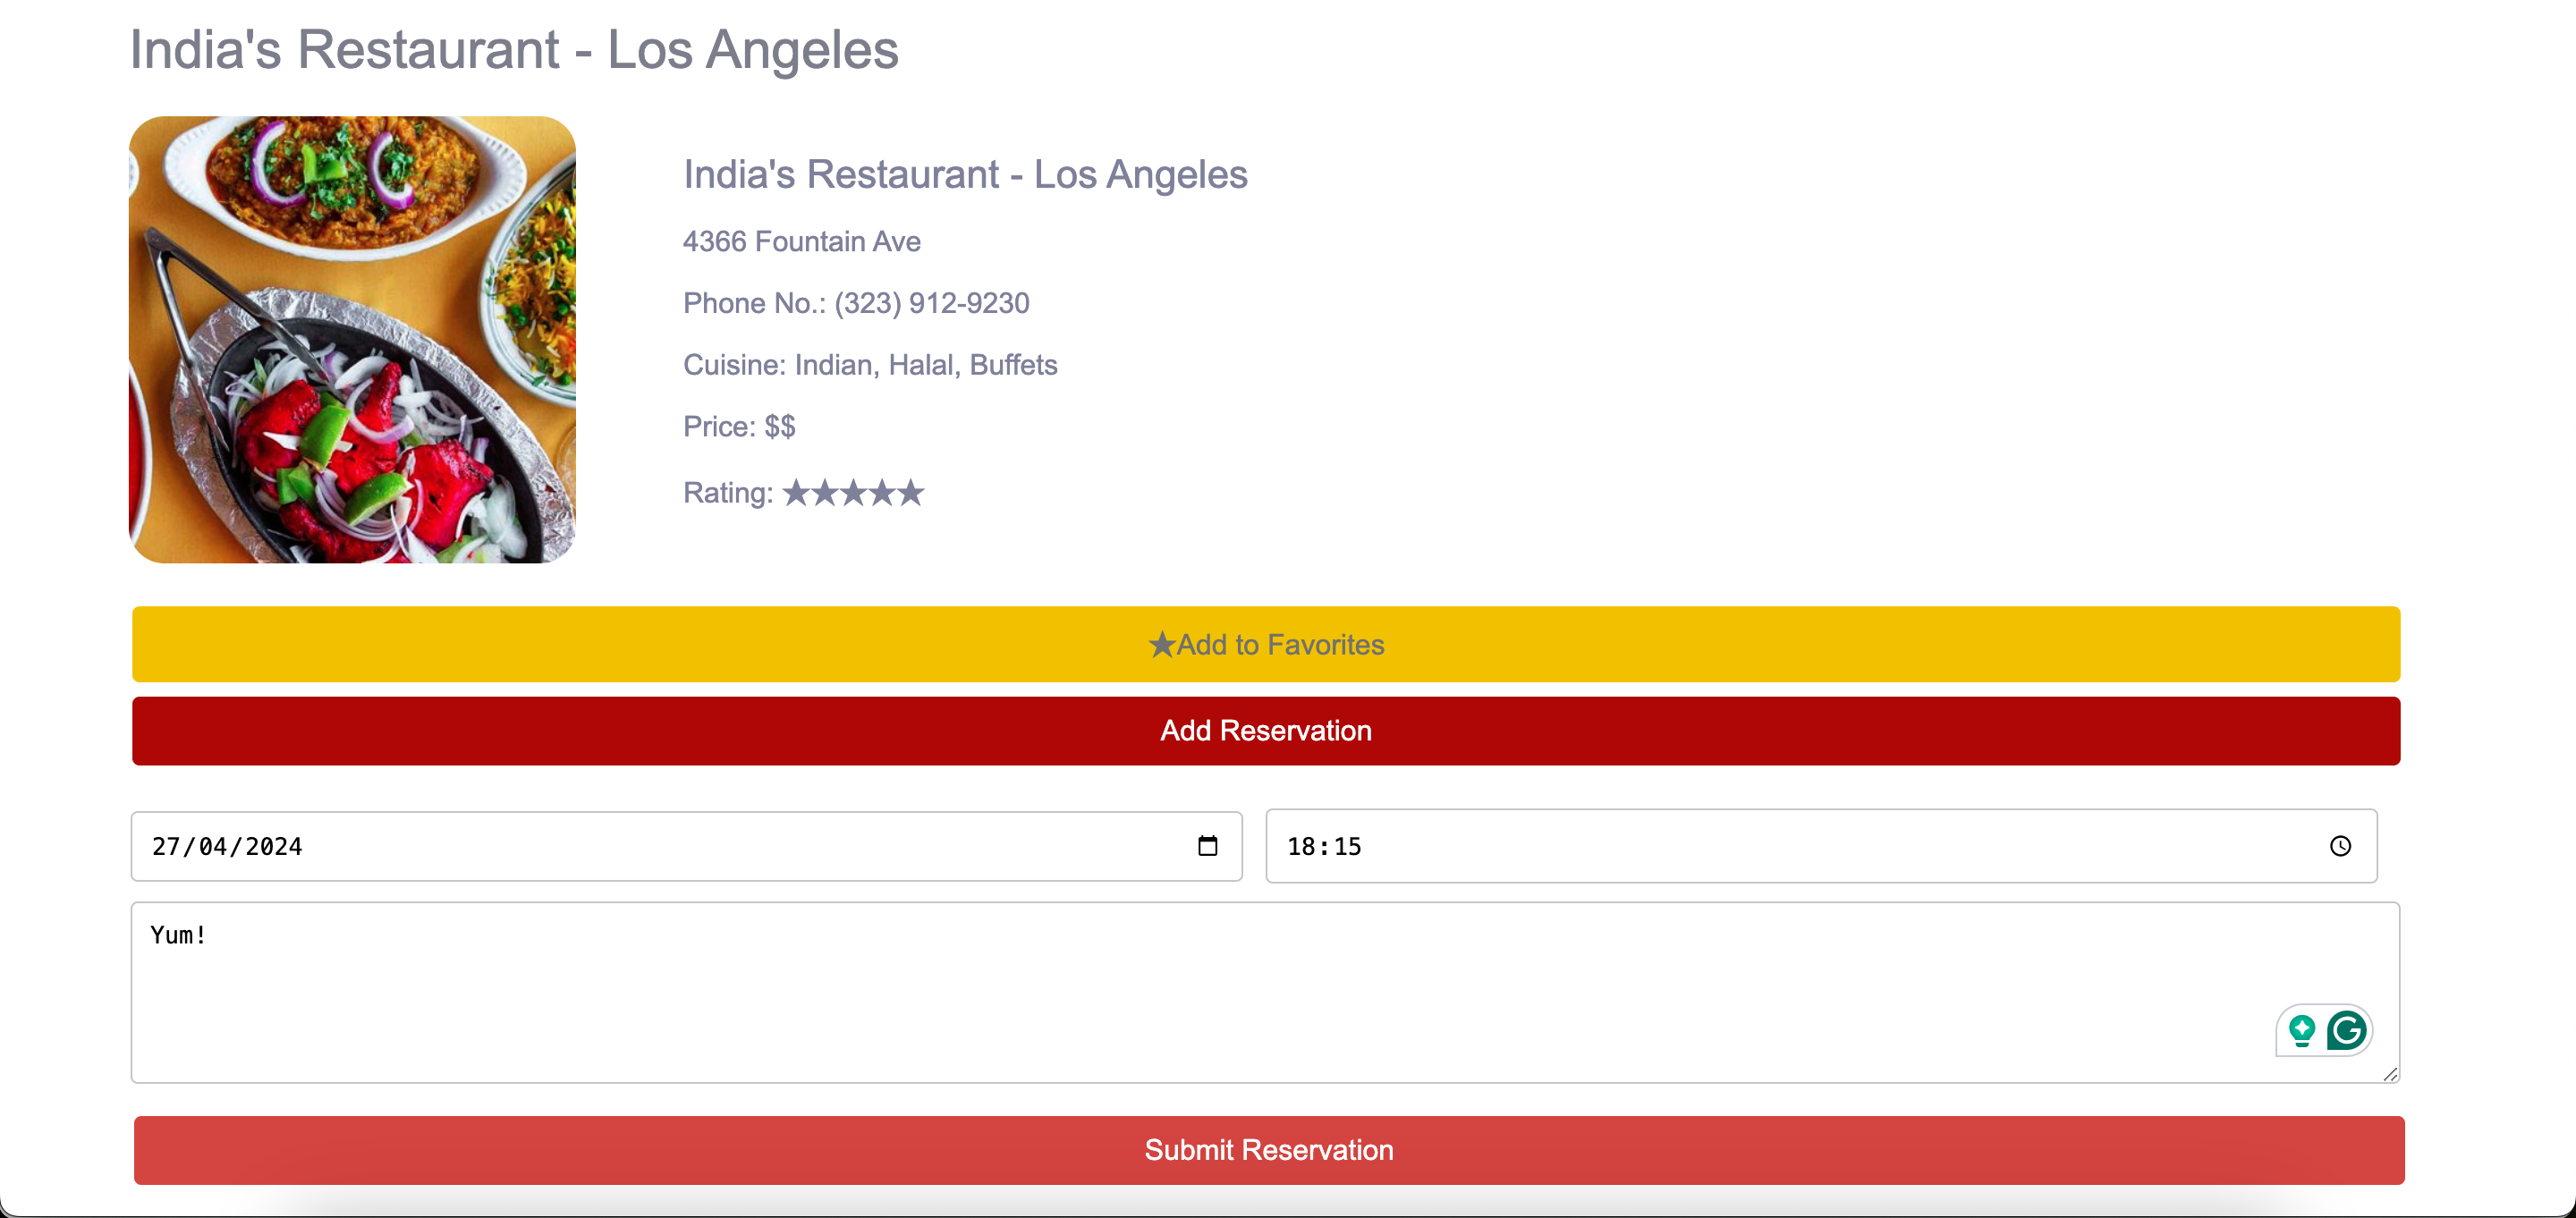 India's Restaurant - Los Angeles
India's Restaurant - Los Angeles
4366 Fountain Ave
Phone No.: (323) 912-9230
Cuisine: Indian, Halal, Buffets
Price: $$
Rating: ★★★★★
★Add to Favorites
Add Reservation
27/04/2024
18:15
Yum!
Submit Reservation